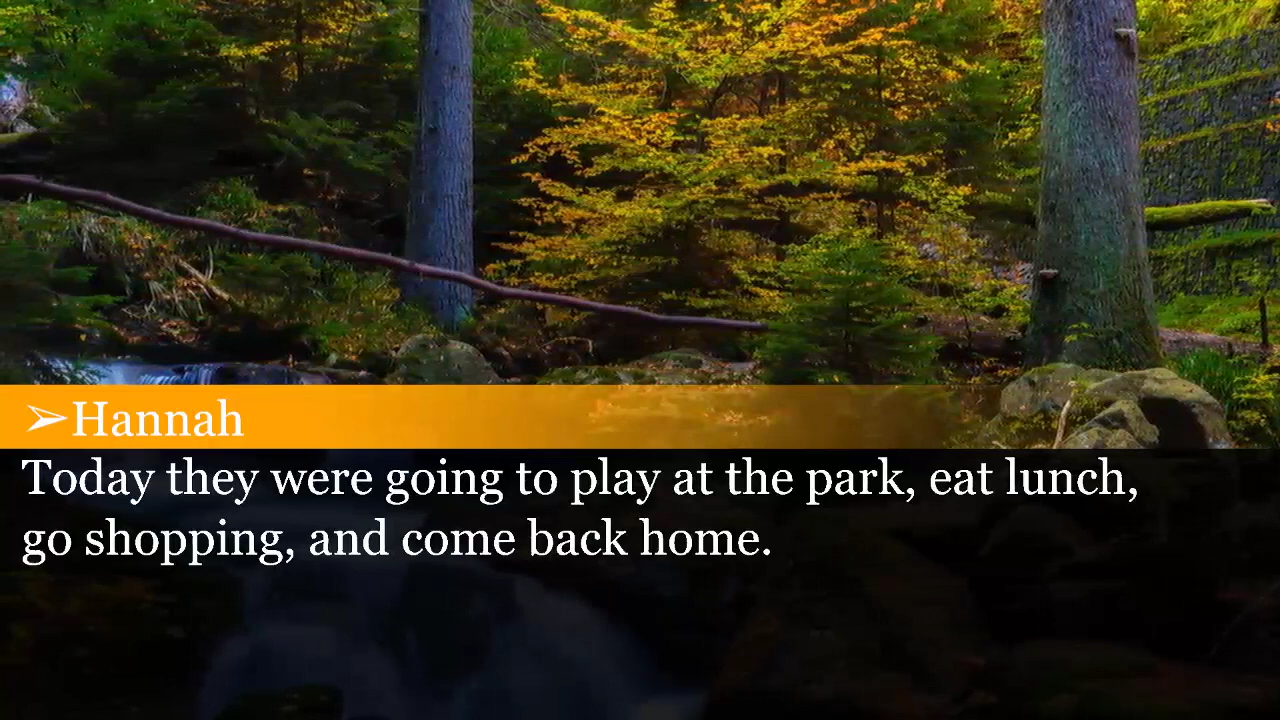 ➢Hannah
Today they were going to play at the park, eat lunch,
go shopping, and come back home.